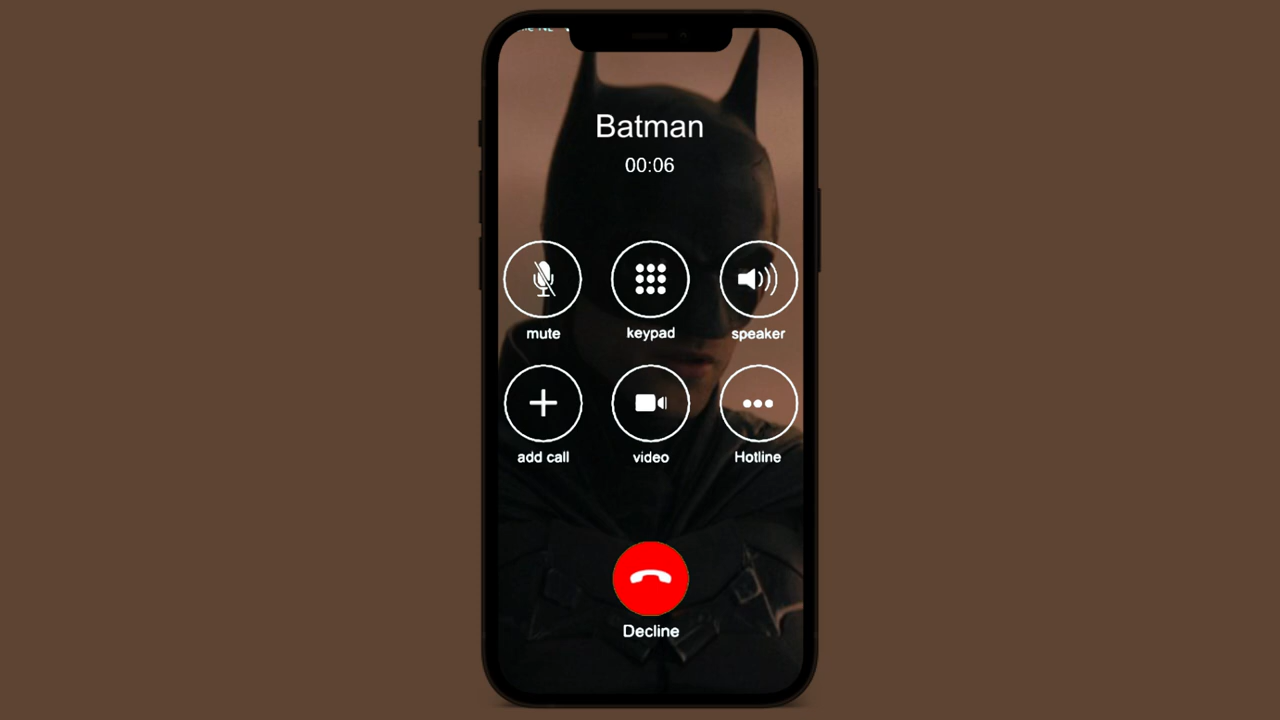 Batman
00:06
mute keypad speaker
add call video Hotline
Decline